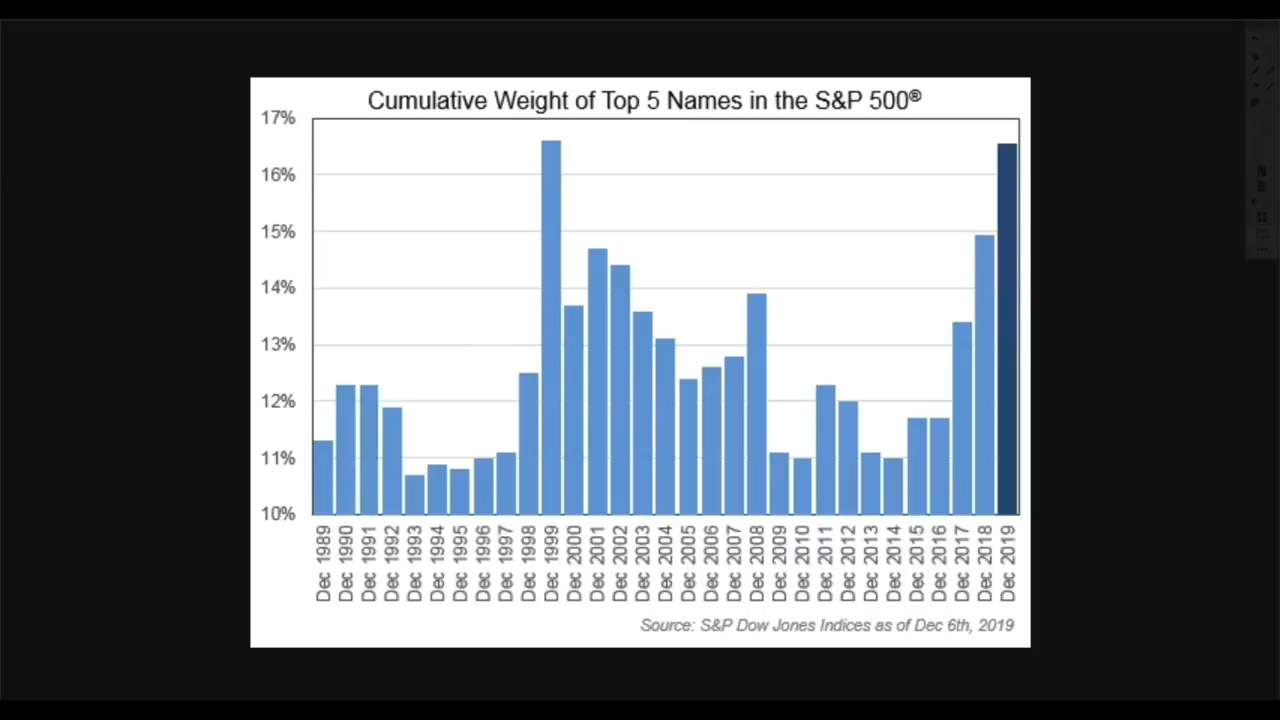 Cumulative Weight of Top 5 Names in the S&P 500®
17%
16%
15%
14%
13%
12%
11%
10%
Dec 1989
Dec 1990
Dec 1991
Dec 1992
Dec 1993
Dec 1994
Dec 1995
Dec 1996
Dec 1997
Dec 1998
Dec 1999
Dec 2000
Dec 2001
Dec 2002
Dec 2003
Dec 2004
Dec 2005
Dec 2006
Dec 2007
Dec 2008
Dec 2009
Dec 2010
Dec 2011
Dec 2012
Dec 2013
Dec 2014
Dec 2015
Dec 2016
Dec 2017
Dec 2018
Dec 2019
Source: S&P Dow Jones Indices as of Dec 6th, 2019